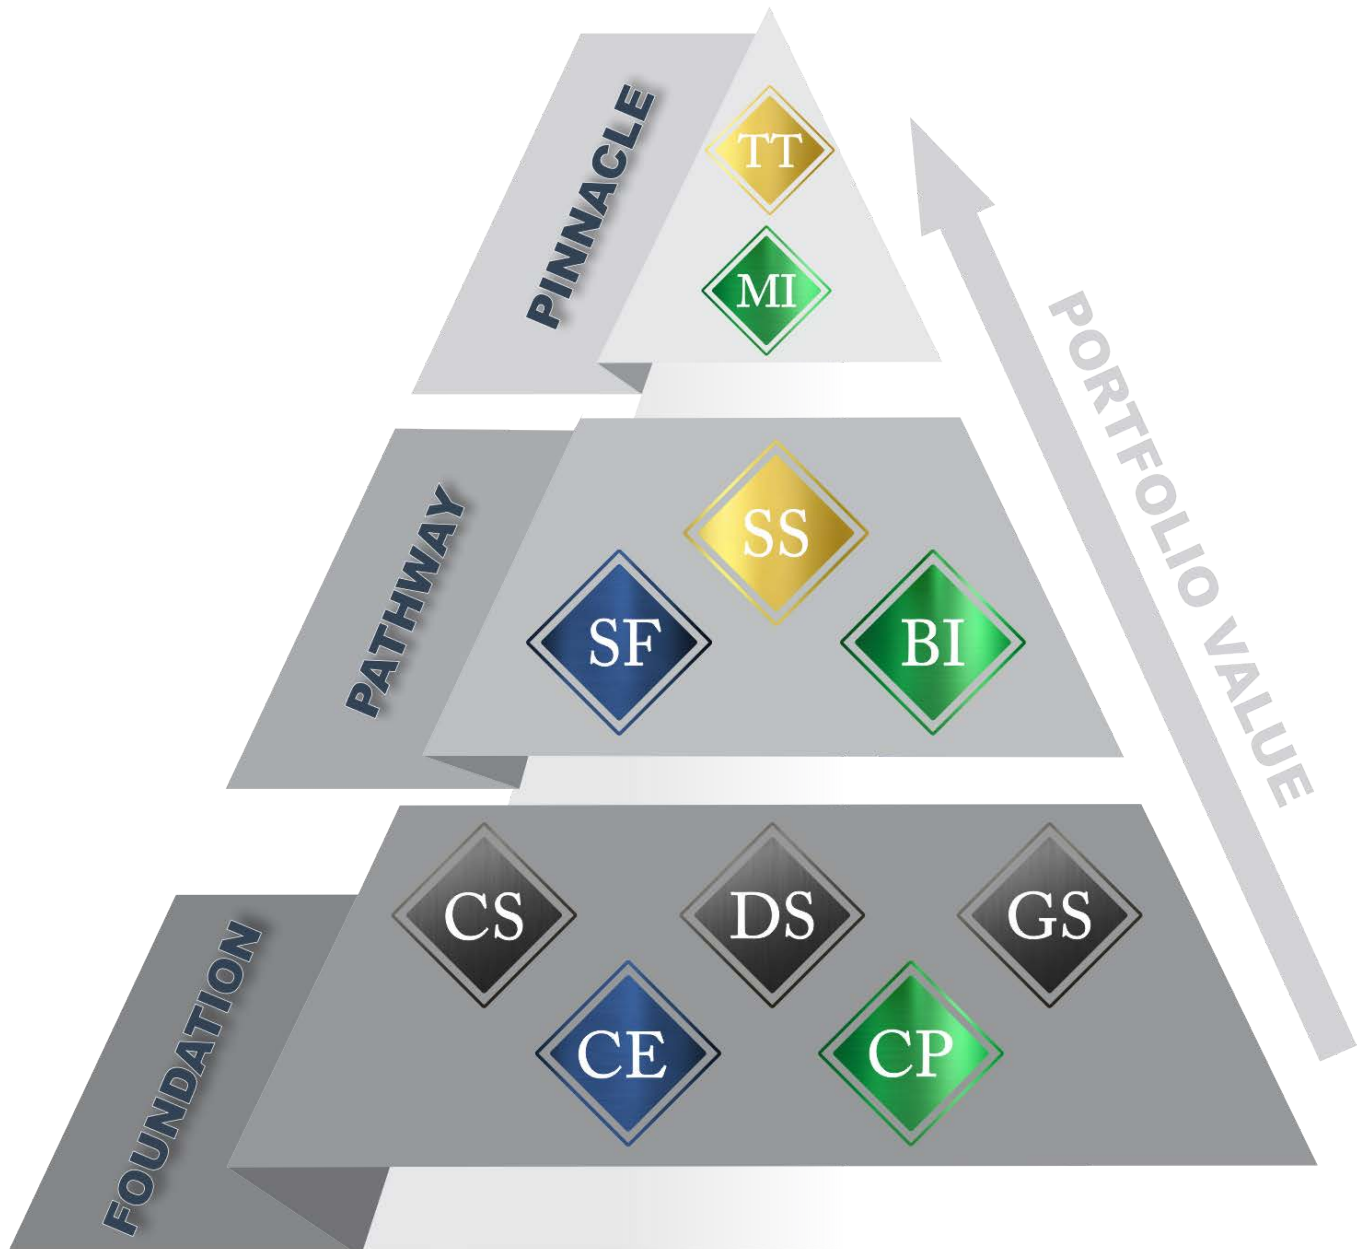 PINNACLE
TT
MI
PORTFOLIO VALUE
PATHWAY
SS
SF
BI
FOUNDATION
CS
DS
GS
CE
CP